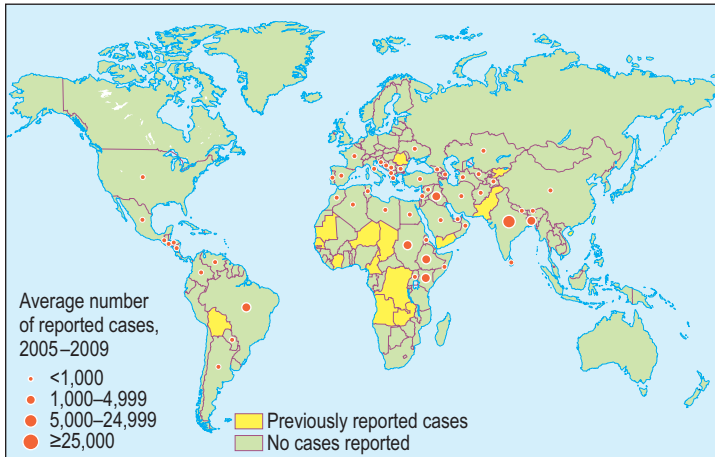 Average number
of reported cases,
2005–2009
<1,000
1,000–4,999
5,000–24,999
≥25,000
Previously reported cases
No cases reported